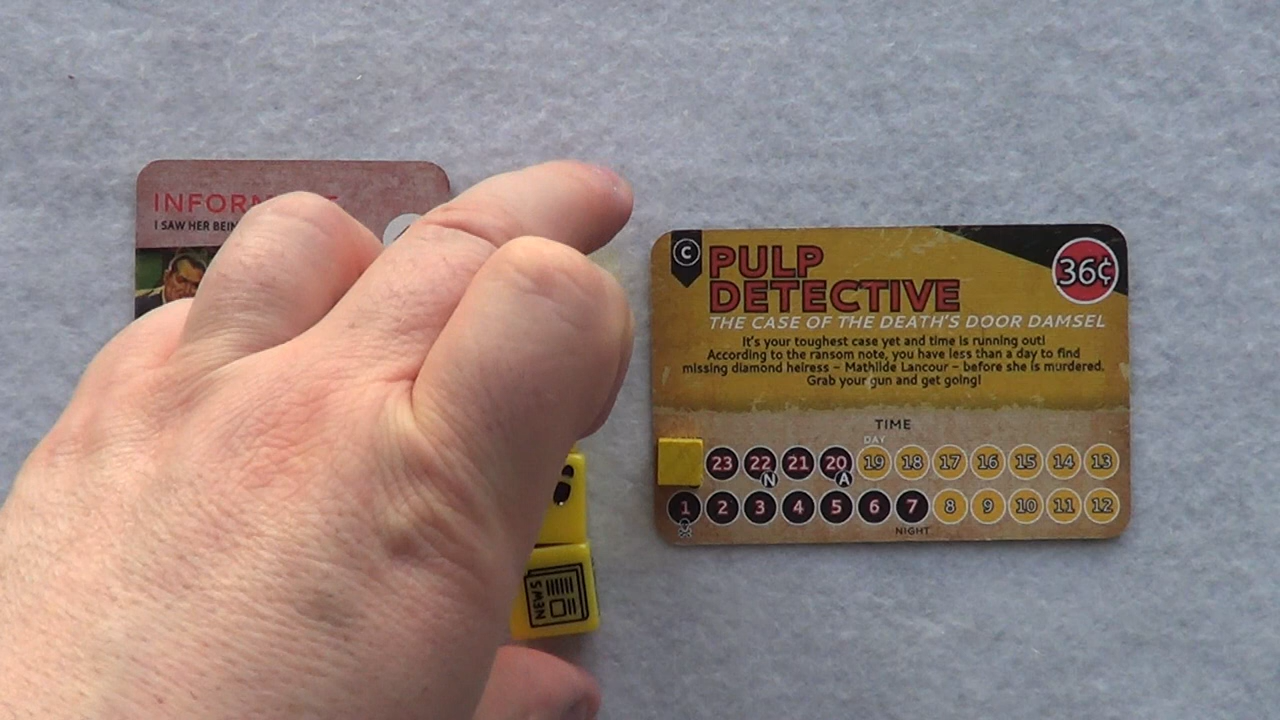 I SAW HER
C
PULP
DETECTIVE
36¢
THE CASE OF THE DEATH'S DOOR DAMSEL
It's your toughest case yet and time is running out!
According to the ransom note, you have less than a day to find
missing diamond heiress – Mathilde Lancour – before she is murdered.
Grab your gun and get going!
TIME
DAY
23 22 21 20 19 18 17 16 15 14 13
N A
1 2 3 4 5 6 7 8 9 10 11 12
NIGHT
NEWS